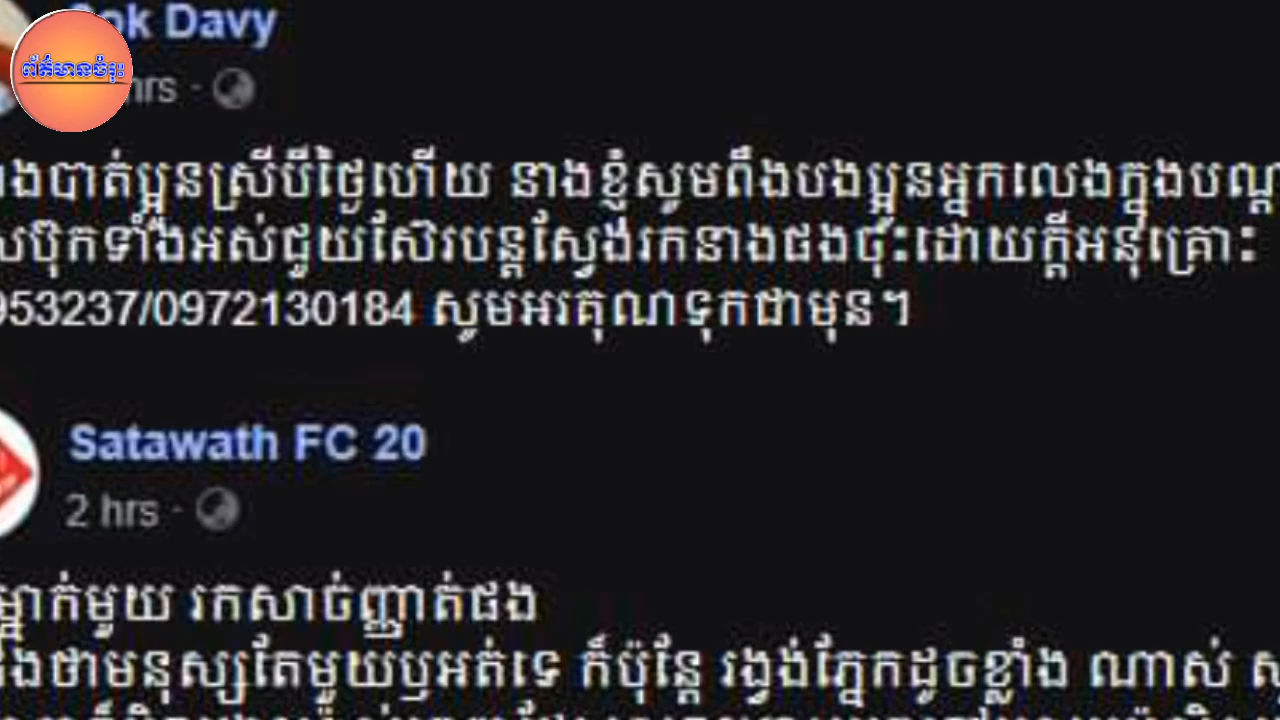 ព័ត៌មានចំរុះ
Sok Davy
hrs ·
ងបាត់ប្អូនស្រីបីថ្ងៃហើយ នាងខ្ញុំសូមពឹងបងប្អូនអ្នកលេងក្នុងបណ្ត
សប៊ុកទាំងអស់ជួយស៊ែរបន្តស្វែងរកនាងផងចុះដោយក្តីអនុគ្រោះ
953237/0972130184 សូមអរគុណទុកជាមុន។
Satawath FC 20
2 hrs ·
ម្នាក់មួយ រកសាច់ញ្ញាត់ផង
ដឹងថាមនុស្សតែមួយឬអត់ទេ ក៏ប៉ុន្តែ រង្វង់ភ្នែកដូចខ្លាំង ណាស់